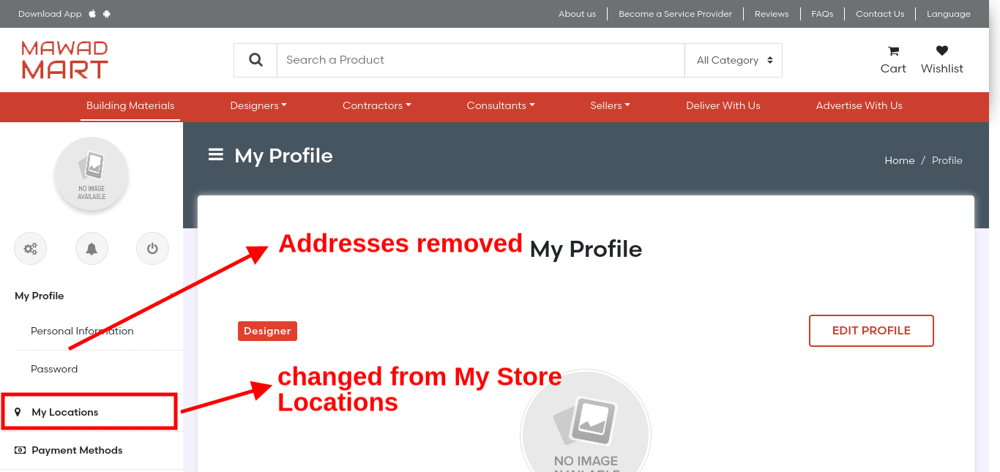 Download App
About us
Become a Service Provider
Reviews
FAQs
Contact Us
Language
MAWAD
MART
Search a Product
All Category
Cart
Wishlist
Building Materials
Designers
Contractors
Consultants
Sellers
Deliver With Us
Advertise With Us
NO IMAGE
AVAILABLE
My Profile
Home / Profile
My Profile
Personal Information
Password
My Locations
Payment Methods
Addresses removed
My Profile
Designer
EDIT PROFILE
changed from My Store
Locations
NO IMAGE
AVAILABLE